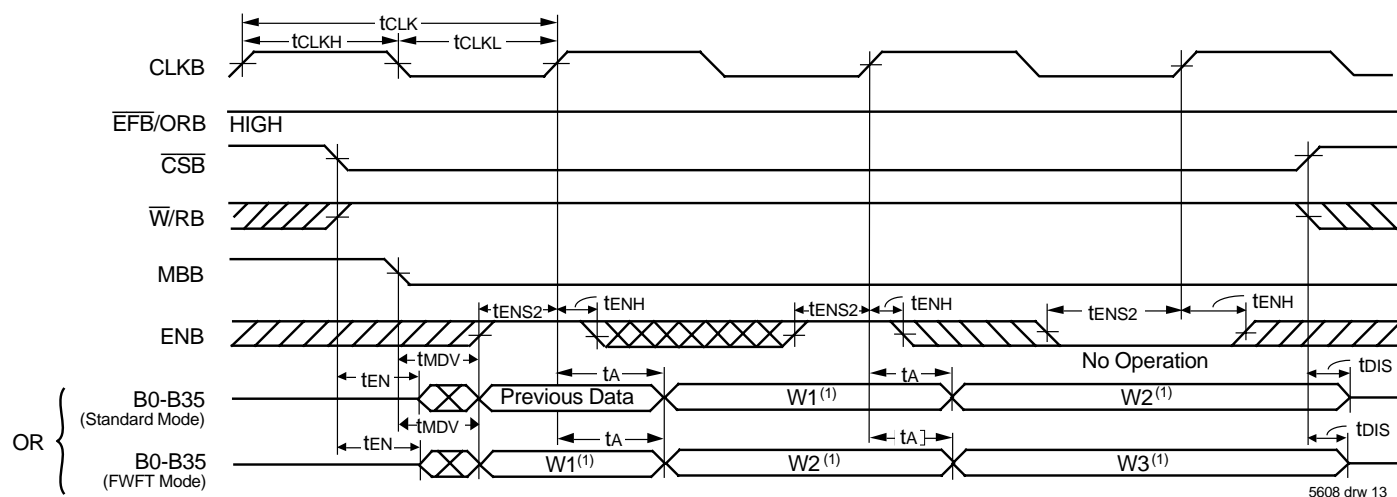 tCLK
tCLKH tCLKL
CLKB
EFB/ORB HIGH
CSB
W/RB
MBB
tENS2 tENH tENS2 tENH tENS2 tENH
ENB
No Operation
tMDV
tEN tA tA tDIS
B0-B35 Previous Data W1(1) W2(1)
(Standard Mode)
tMDV
OR
tEN tA tA tDIS
B0-B35 W1(1) W2(1) W3(1)
(FWFT Mode)
5608 drw 13